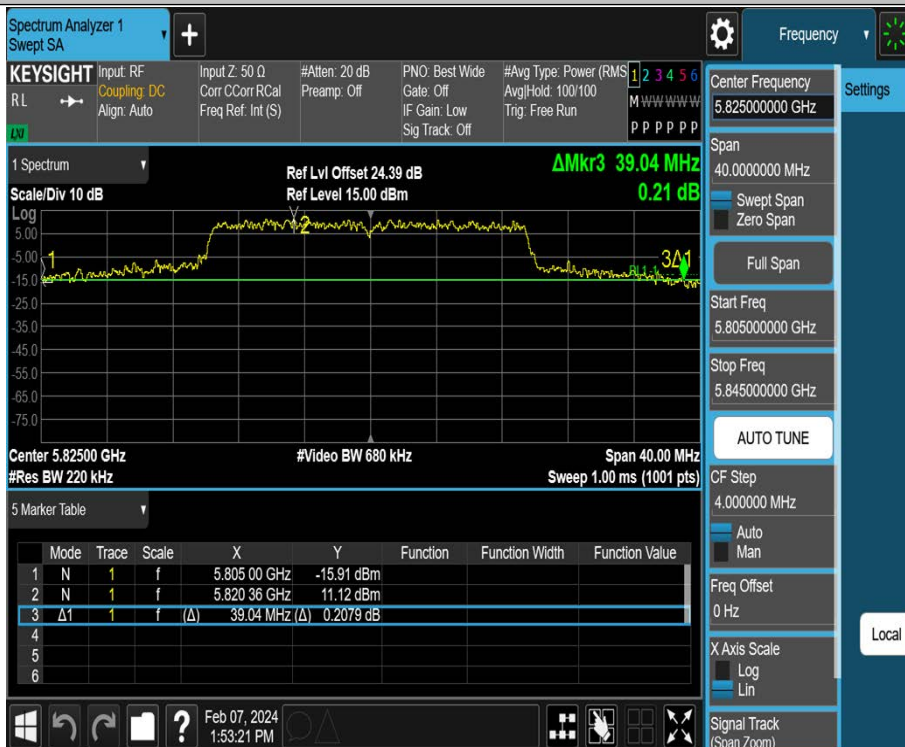 Spectrum Analyzer 1
Swept SA
+
Frequency
KEYSIGHT
RL
LXI
Input: RF
Coupling: DC
Align: Auto
Input Z: 50 Ω
Corr CCorr RCal
Freq Ref: Int (S)
#Atten: 20 dB
Preamp: Off
PNO: Best Wide
Gate: Off
IF Gain: Low
Sig Track: Off
#Avg Type: Power (RMS
Avg|Hold: 100/100
Trig: Free Run
1 2 3 4 5 6
M W W W W W
P P P P P P
1 Spectrum
Scale/Div 10 dB
Log
Ref Lvl Offset 24.39 dB
Ref Level 15.00 dBm
ΔMkr3 39.04 MHz
0.21 dB
5.00
-5.00
-15.0
-25.0
-35.0
-45.0
-55.0
-65.0
-75.0
1
2
3Δ1
Center 5.82500 GHz
#Video BW 680 kHz
Span 40.00 MHz
#Res BW 220 kHz
Sweep 1.00 ms (1001 pts)
5 Marker Table
Mode Trace Scale X Y Function Function Width Function Value
1 N 1 f 5.805 00 GHz -15.91 dBm
2 N 1 f 5.820 36 GHz 11.12 dBm
3 Δ1 1 f (Δ) 39.04 MHz (Δ) 0.2079 dB
4
5
6
?
Feb 07, 2024
1:53:21 PM
Center Frequency
5.825000000 GHz
Span
40.0000000 MHz
Swept Span
Zero Span
Full Span
Start Freq
5.805000000 GHz
Stop Freq
5.845000000 GHz
AUTO TUNE
CF Step
4.000000 MHz
Auto
Man
Freq Offset
0 Hz
X Axis Scale
Log
Lin
Signal Track
(Span Zoom)
Settings
Local